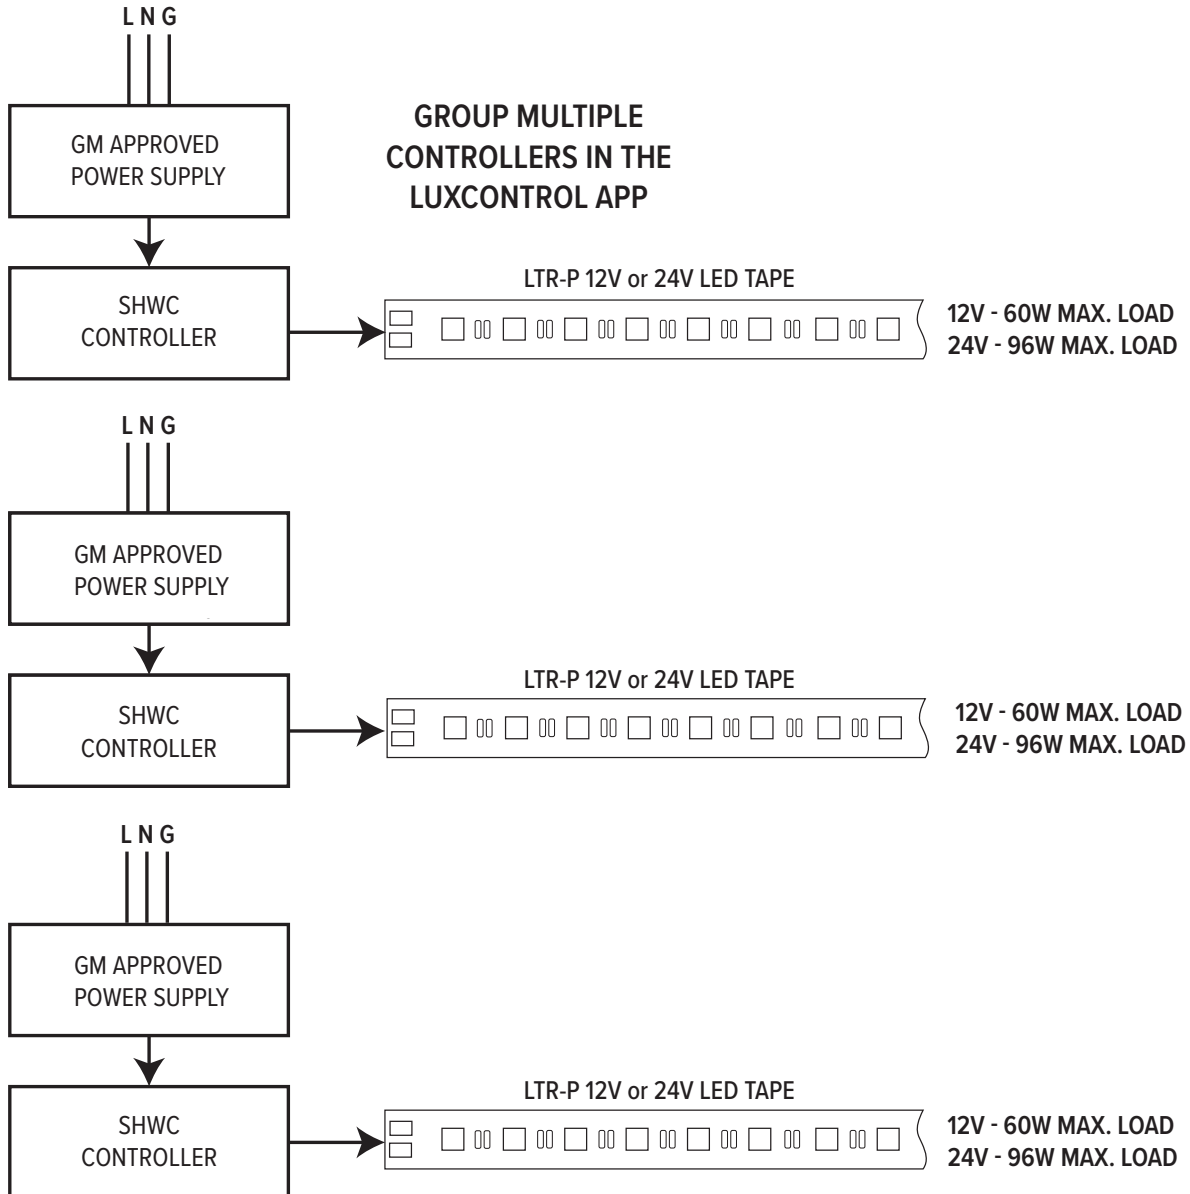 L N G
GM APPROVED
POWER SUPPLY
GROUP MULTIPLE
CONTROLLERS IN THE
LUXCONTROL APP
SHWC
CONTROLLER
LTR-P 12V or 24V LED TAPE
12V - 60W MAX. LOAD
24V - 96W MAX. LOAD
L N G
GM APPROVED
POWER SUPPLY
SHWC
CONTROLLER
LTR-P 12V or 24V LED TAPE
12V - 60W MAX. LOAD
24V - 96W MAX. LOAD
L N G
GM APPROVED
POWER SUPPLY
SHWC
CONTROLLER
LTR-P 12V or 24V LED TAPE
12V - 60W MAX. LOAD
24V - 96W MAX. LOAD